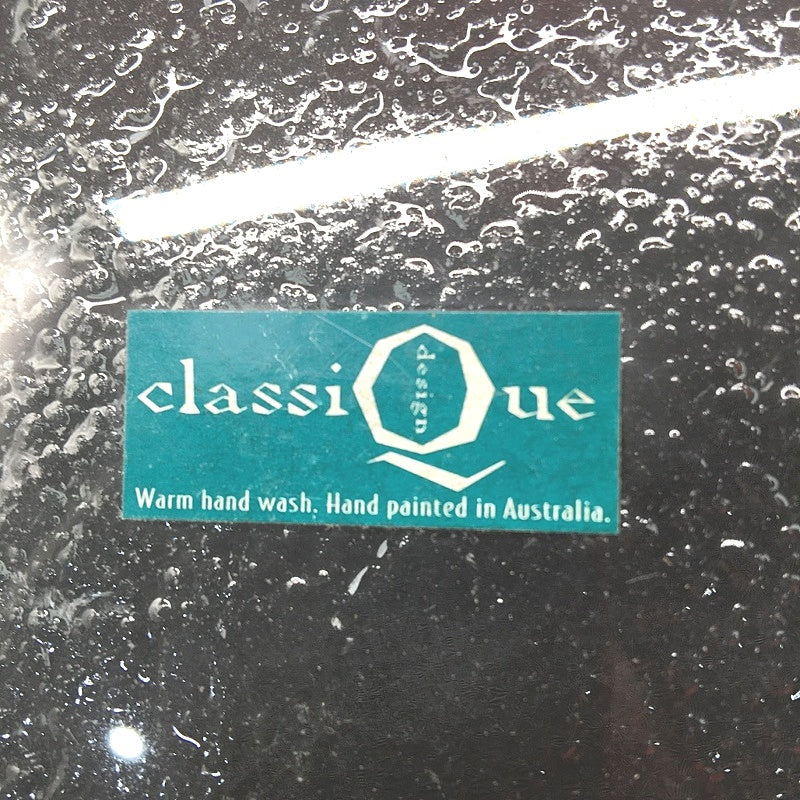 classiQue
design
Warm hand wash. Hand painted in Australia.